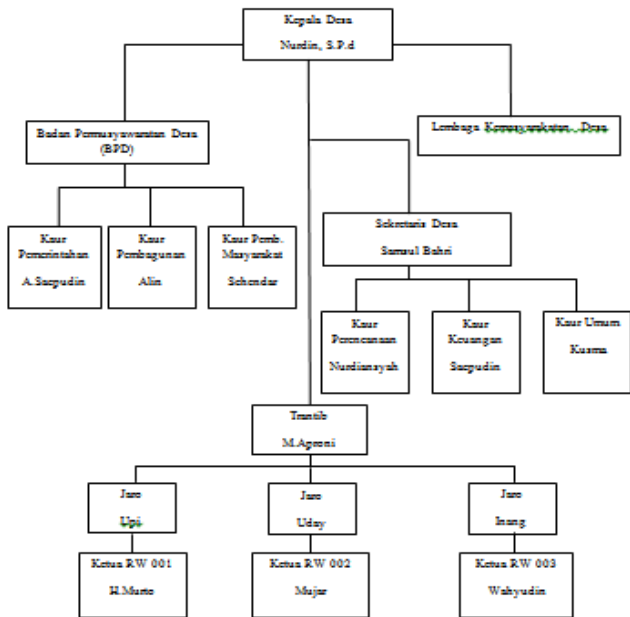 Kepala Desa
Nurdin, S.P.d
Badan Permusyawaratan Desa
(BPD)
Lembaga Kemasyarakatan Desa
Kaur
Pemerintahan
A.Saepudin
Kaur
Pembagunan
Alin
Kaur Pemb.
Masyarakat
Suhendar
Sekretaris Desa
Samsul Bahri
Kaur
Perencanaan
Nurdiansyah
Kaur
Keuangan
Saepudin
Kaur Umum
Kusma
Trantib
M.Aproni
Jaro
Upi
Jaro
Uday
Jaro
Inang
Ketua RW 001
H.Murto
Ketua RW 002
Mujar
Ketua RW 003
Wahyudin